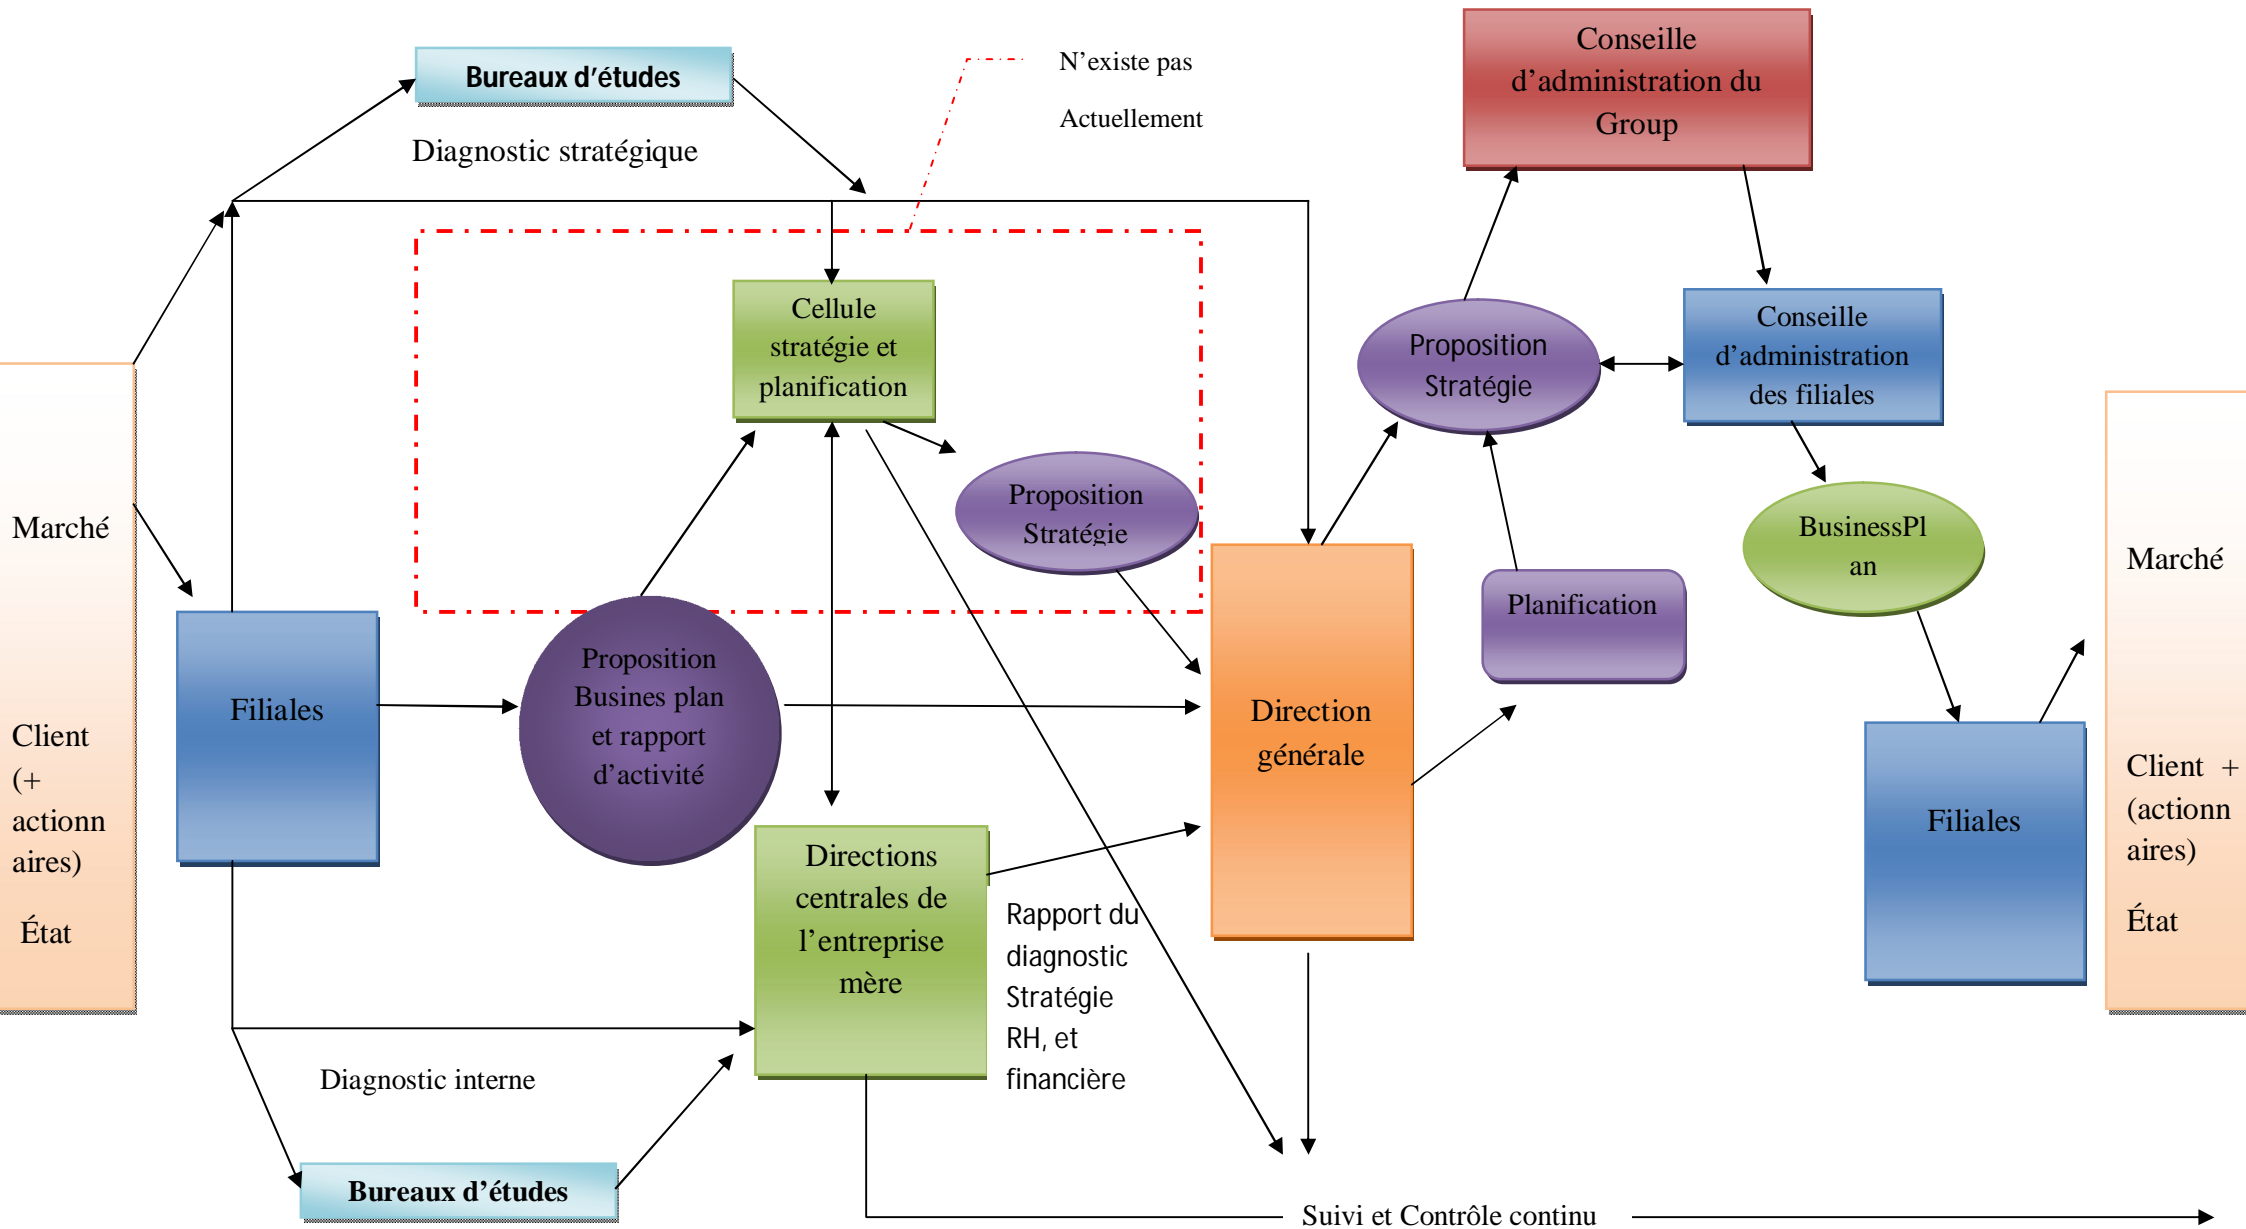 Bureaux d'études
Diagnostic stratégique
N'existe pas
Actuellement
Conseille
d'administration du
Group
Cellule
stratégie et
planification
Proposition
Stratégie
Conseille
d'administration
des filiales
Proposition
Stratégie
BusinessPl
an
Planification
Marché
Client
(+
actionn
aires)
État
Filiales
Proposition
Busines plan
et rapport
d'activité
Direction
générale
Directions
centrales de
l'entreprise
mère
Rapport du
diagnostic
Stratégie
RH, et
financière
Filiales
Marché
Client +
(actionn
aires)
État
Diagnostic interne
Bureaux d'études
Suivi et Contrôle continu